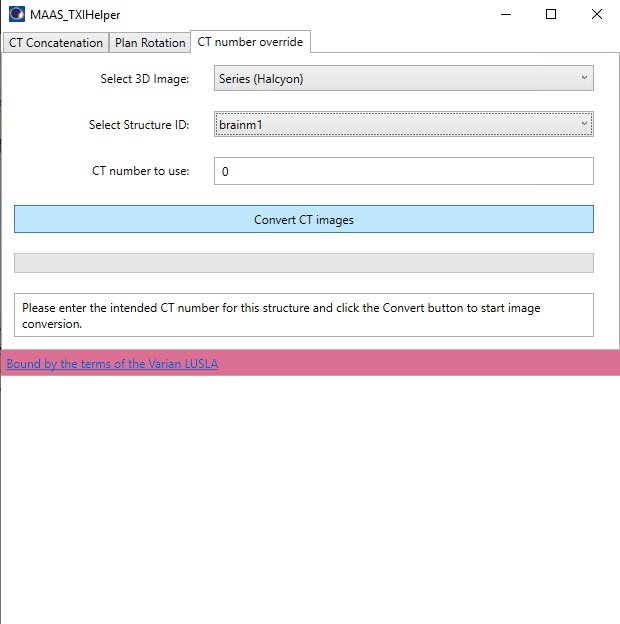 MAAS_TXIHelper
CT Concatenation Plan Rotation CT number override
Select 3D Image: Series (Halcyon)
Select Structure ID: brainm1
CT number to use: 0
Convert CT images
Please enter the intended CT number for this structure and click the Convert button to start image
conversion.
Bound by the terms of the Varian LUSLA